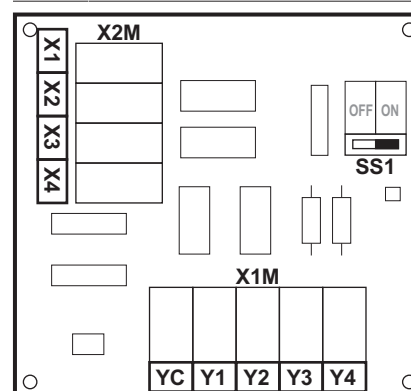 X2M
X1
X2
X3
X4
OFF ON
SS1
X1M
YC Y1 Y2 Y3 Y4